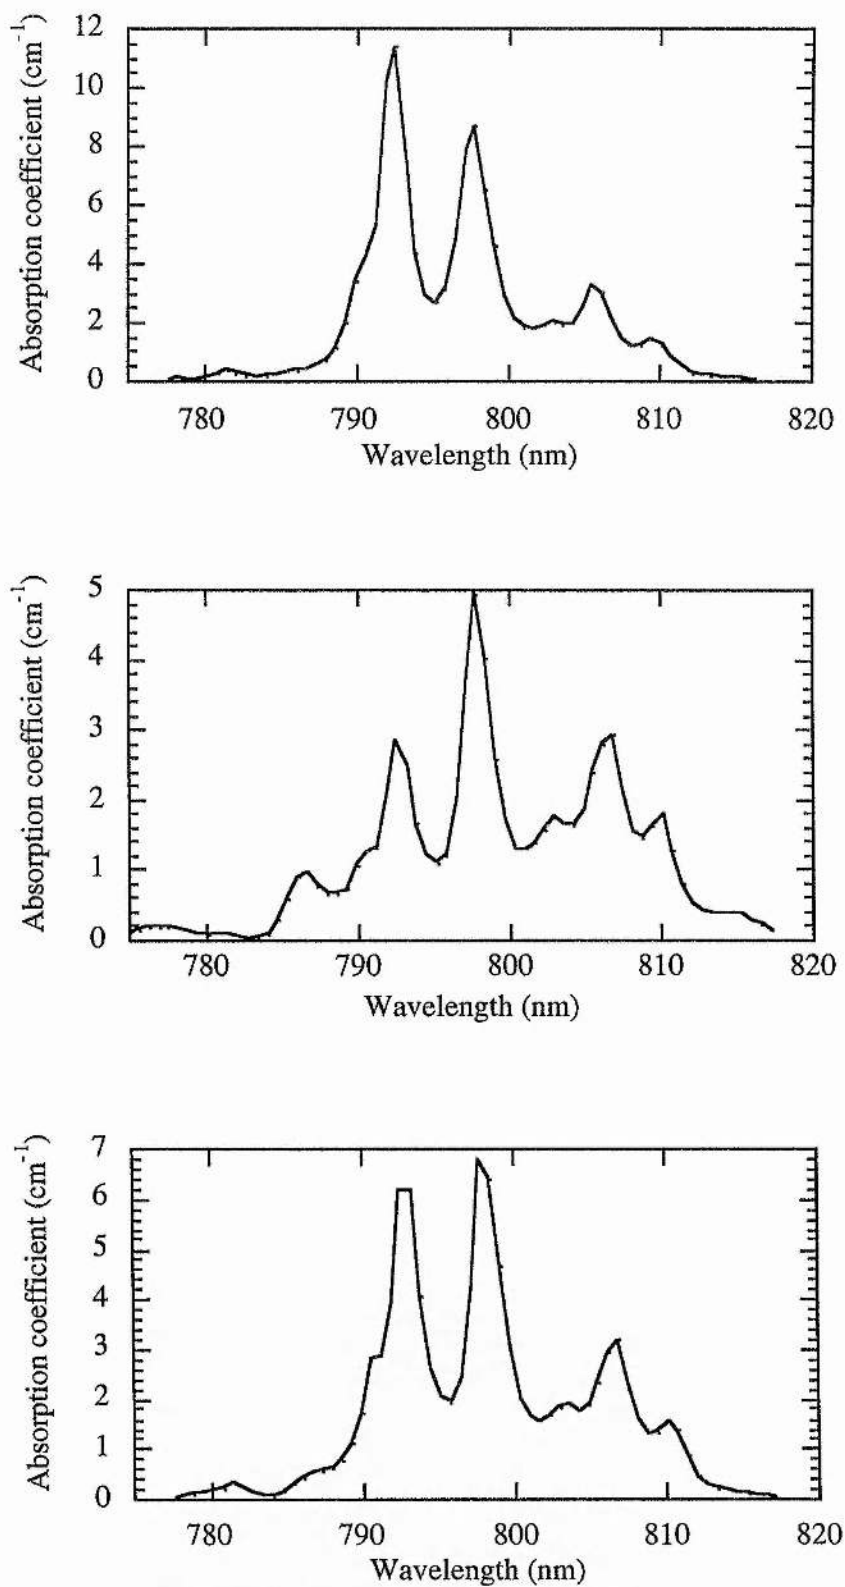 Absorption coefficient (cm⁻¹)
12
10
8
6
4
2
0
780 790 800 810 820
Wavelength (nm)
Absorption coefficient (cm⁻¹)
5
4
3
2
1
0
780 790 800 810 820
Wavelength (nm)
Absorption coefficient (cm⁻¹)
7
6
5
4
3
2
1
0
780 790 800 810 820
Wavelength (nm)